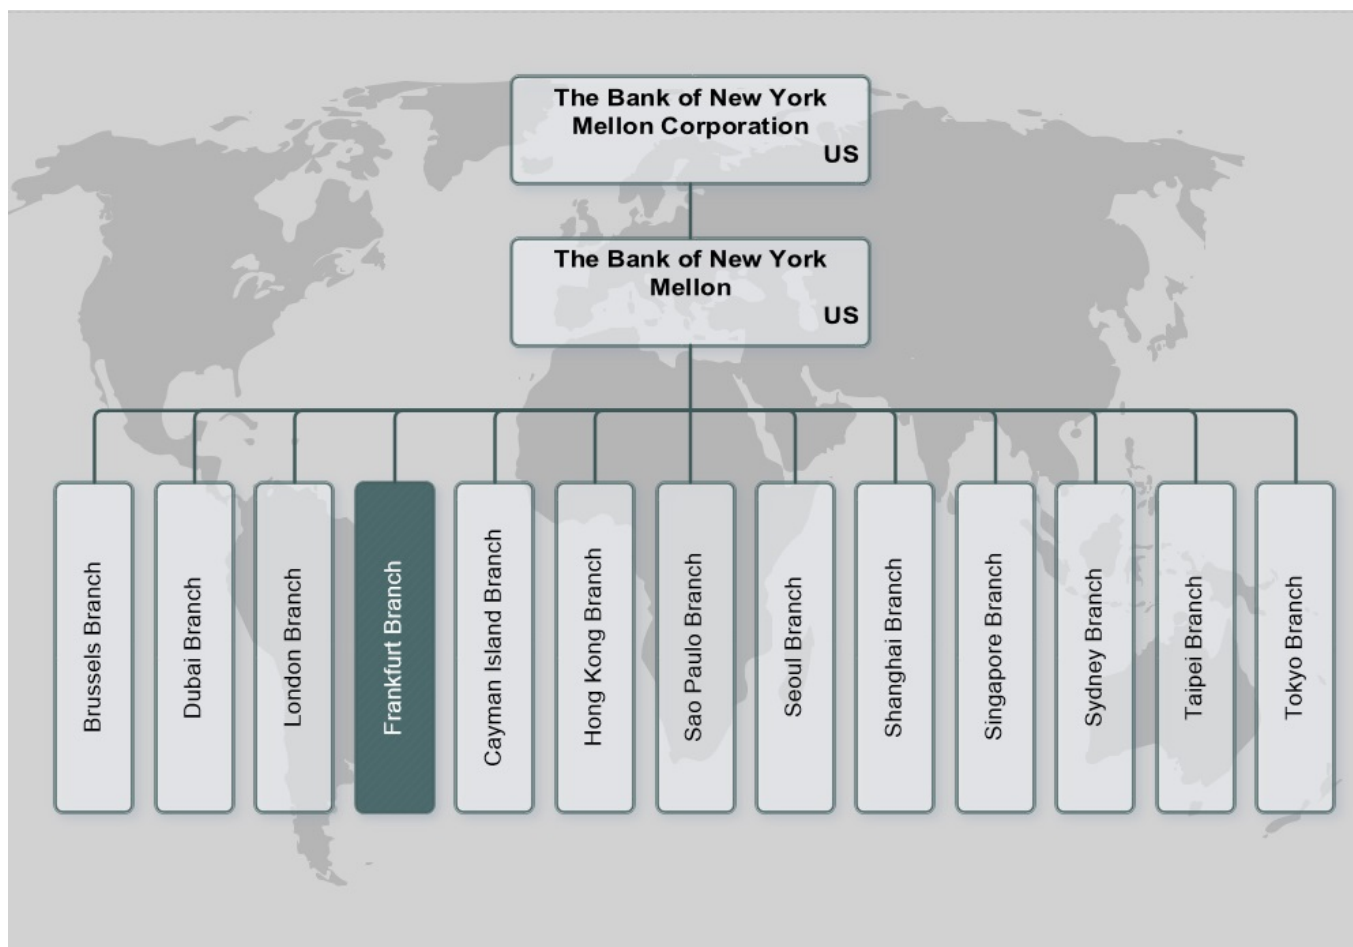 The Bank of New York
Mellon Corporation
US
The Bank of New York
Mellon
US
Brussels Branch
Dubai Branch
London Branch
Frankfurt Branch
Cayman Island Branch
Hong Kong Branch
Sao Paulo Branch
Seoul Branch
Shanghai Branch
Singapore Branch
Sydney Branch
Taipei Branch
Tokyo Branch